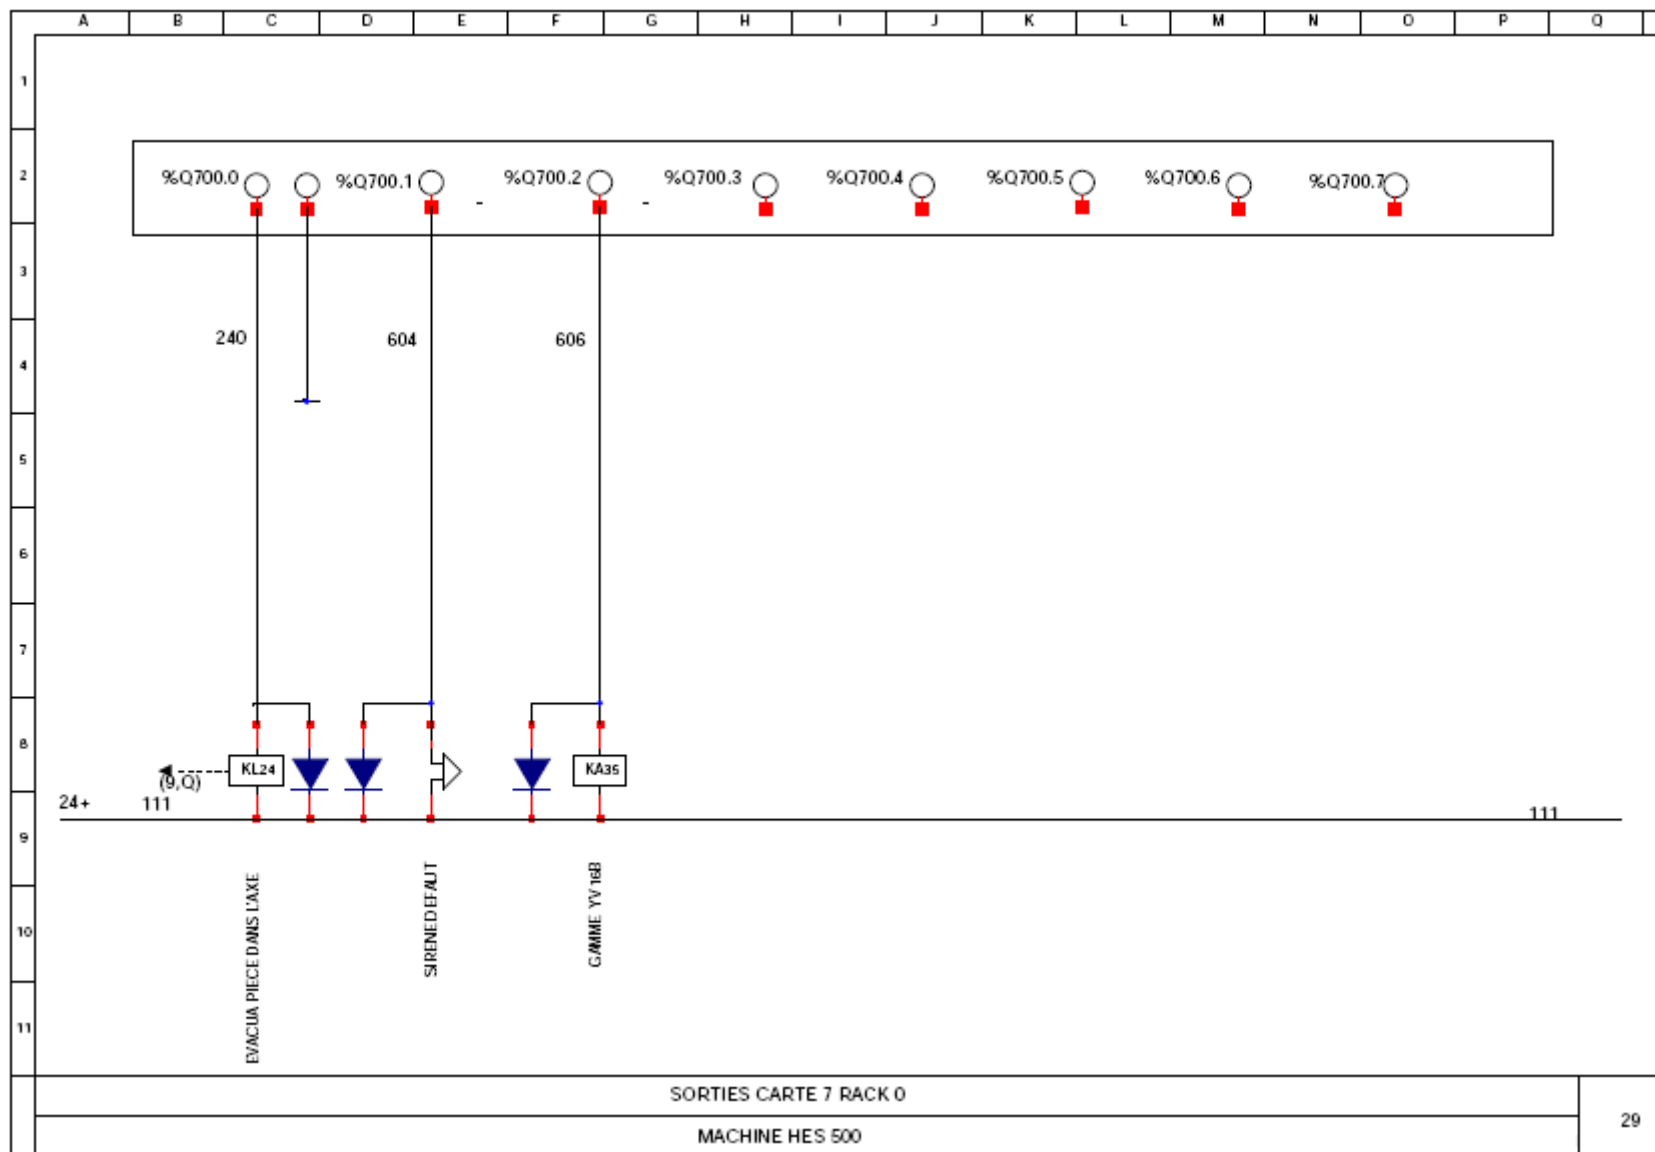 A B C D E F G H I J K L M N O P Q
1
2
%Q700.0 %Q700.1 - %Q700.2 - %Q700.3 %Q700.4 %Q700.5 %Q700.6 %Q700.7
3
240 604 606
4
5
6
7
8
KL24 KA35
(9,Q)
24+ 111 111
9
EVACUA PIECE DANS L'AXE
SIRENE DEFAUT
GAMME YV16B
10
11
SORTIES CARTE 7 RACK 0
MACHINE HES 500
29